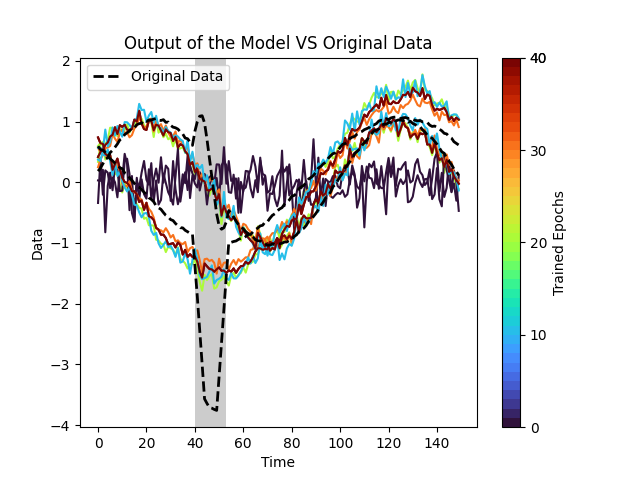 Output of the Model VS Original Data
Original Data
2
1
0
−1
−2
−3
−4
Data
0 20 40 60 80 100 120 140
Time
40
30
20
10
0
Trained Epochs